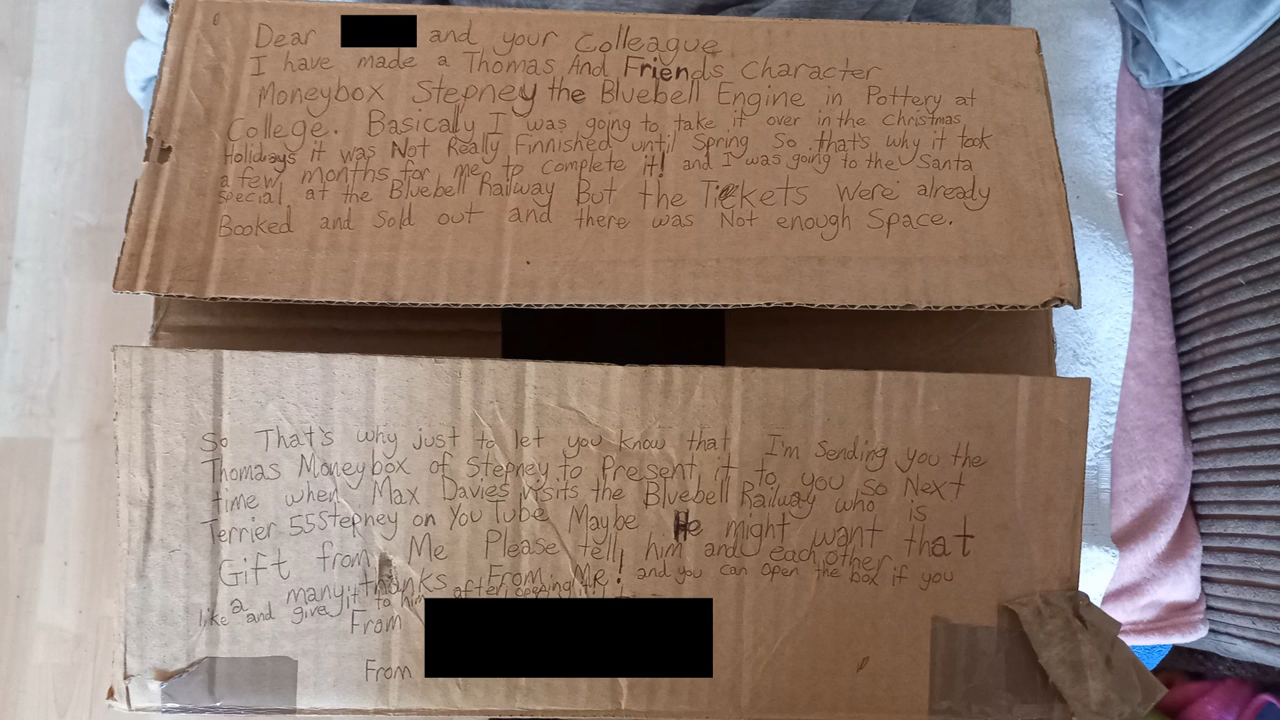 Dear and your Colleague
I have made a Thomas And Friends Character
Moneybox Stepney the Bluebell Engine in Pottery at
College. Basically I was going to take it over in the christmas
Holidays it was Not Really Finnished until Spring So that's why it took
a few months for me to complete it! and I was going to the Santa
special at the Bluebell Railway But the Tickets were already
Booked and Sold out and there was Not enough Space.
So That's why just to let you know that I'm Sending you the
Thomas Moneybox of Stepney to Present it to you So Next
time when Max Davies visits the Bluebell Railway who is
Terrier 55Stepney on YouTube Maybe He might want that
Gift from Me Please tell him and each other
a many thanks From MR! and you can open the box if you
like and give it to him after opening it!
From
From